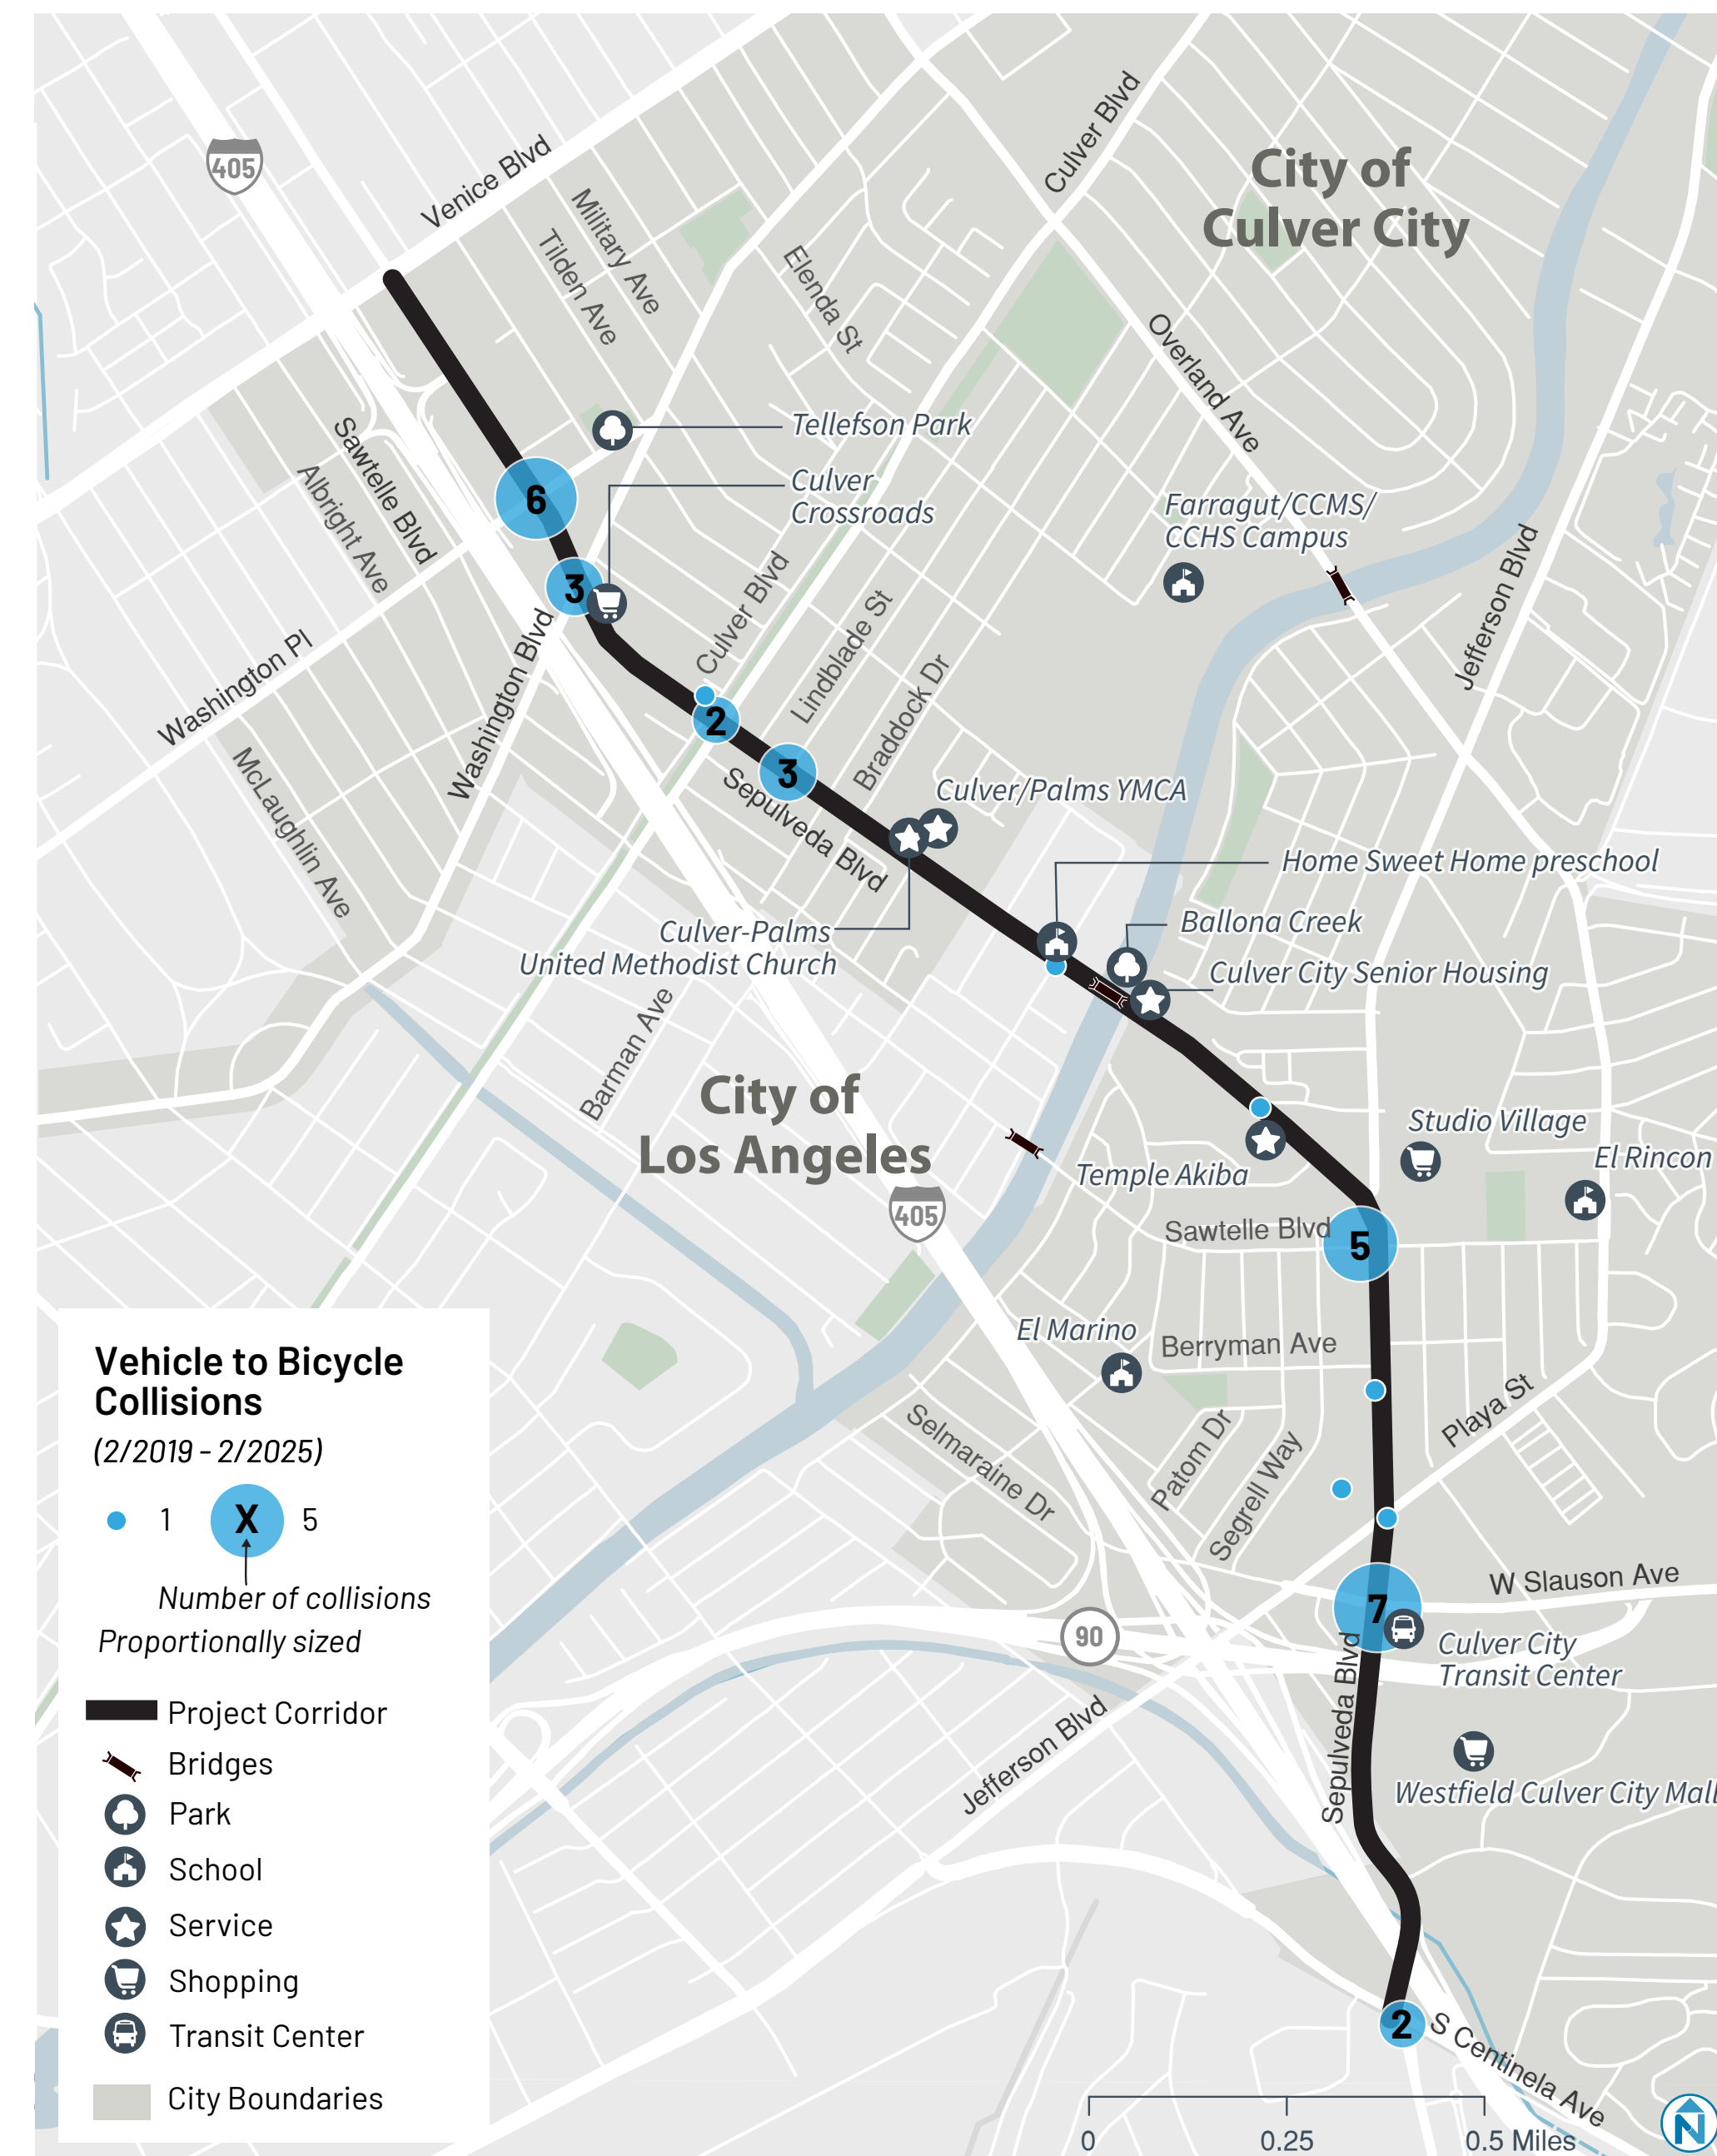 405
Venice Blvd
Military Ave
Tilden Ave
Elenda St
Culver Blvd
City of
Culver City
Overland Ave
Tellefson Park
Culver
Crossroads
Sawtelle Blvd
Albright Ave
6
3
Farragut/CCMS/
CCHS Campus
Jefferson Blvd
Washington Pl
Washington Blvd
McLaughlin Ave
Culver Blvd
Lindblade St
Braddock Dr
2
3
Sepulveda Blvd
Culver/Palms YMCA
Home Sweet Home preschool
Culver-Palms
United Methodist Church
Ballona Creek
Culver City Senior Housing
Barman Ave
City of
Los Angeles
405
Temple Akiba
Studio Village
El Rincon
Sawtelle Blvd
5
El Marino
Berryman Ave
Playa St
Selmaraine Dr
Patom Dr
Segrell Way
W Slauson Ave
7
90
Culver City
Transit Center
Sepulveda Blvd
Jefferson Blvd
Westfield Culver City Mall
2
S Centinela Ave
Vehicle to Bicycle
Collisions
(2/2019 - 2/2025)
1
X
5
Number of collisions
Proportionally sized
Project Corridor
Bridges
Park
School
Service
Shopping
Transit Center
City Boundaries
0
0.25
0.5 Miles
N